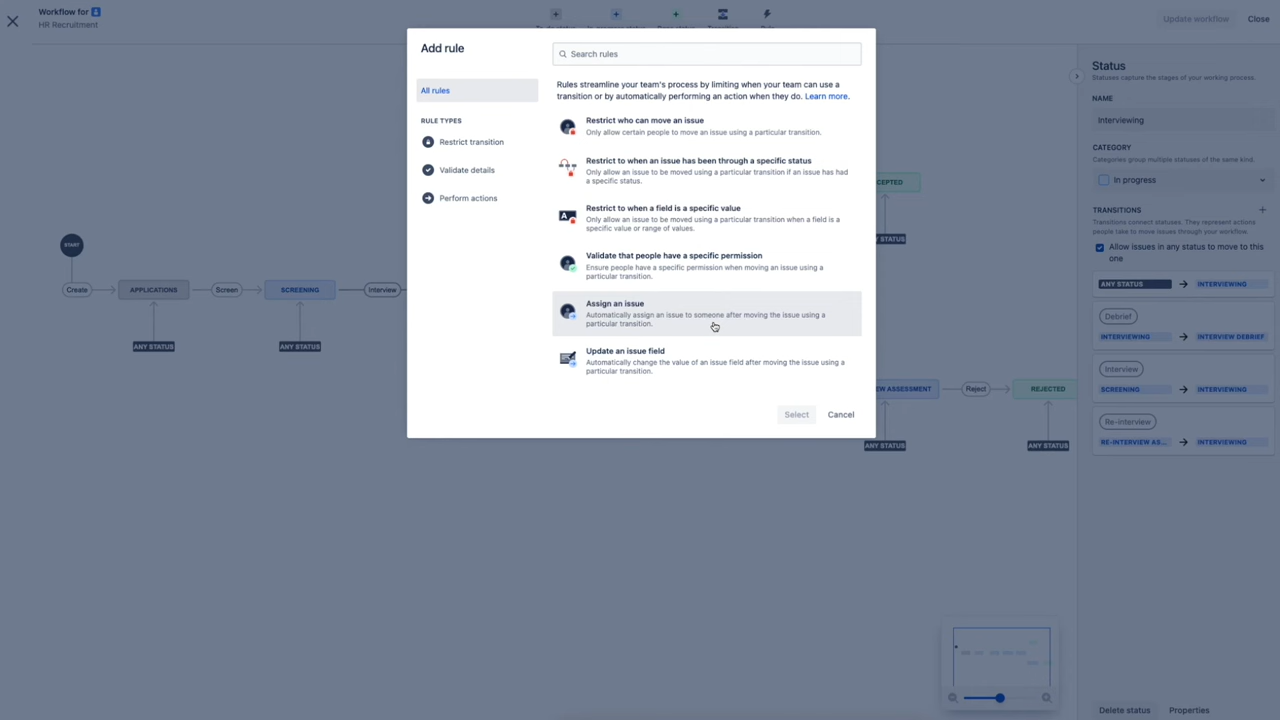 Workflow for
HR Recruitment
Update workflow
Close
Add rule
Search rules
All rules
RULE TYPES
Restrict transition
Validate details
Perform actions
Rules streamline your team's process by limiting when your team can use a
transition or by automatically performing an action when they do. Learn more.
Restrict who can move an issue
Only allow certain people to move an issue using a particular transition.
Restrict to when an issue has been through a specific status
Only allow an issue to be moved using a particular transition if an issue has had
a specific status.
Restrict to when a field is a specific value
Only allow an issue to be moved using a particular transition when a field is a
specific value or range of values.
Validate that people have a specific permission
Ensure people have a specific permission when moving an issue using a
particular transition.
Assign an issue
Automatically assign an issue to someone after moving the issue using a
particular transition.
Update an issue field
Automatically change the value of an issue field after moving the issue using a
particular transition.
Select
Cancel
START
Create
APPLICATIONS
Screen
SCREENING
Interview
ANY STATUS
ANY STATUS
CEPTED
Y STATUS
EW ASSESSMENT
Reject
REJECTED
ANY STATUS
ANY STATUS
Status
Statuses capture the stages of your working process.
NAME
Interviewing
CATEGORY
Categories group multiple statuses of the same kind.
In progress
TRANSITIONS
Transitions connect statuses. They represent actions
people take to move issues through your workflow.
Allow issues in any status to move to this
one
ANY STATUS
INTERVIEWING
Debrief
INTERVIEWING
INTERVIEW DEBRIEF
Interview
SCREENING
INTERVIEWING
Re-interview
RE-INTERVIEW AS...
INTERVIEWING
Delete status
Properties